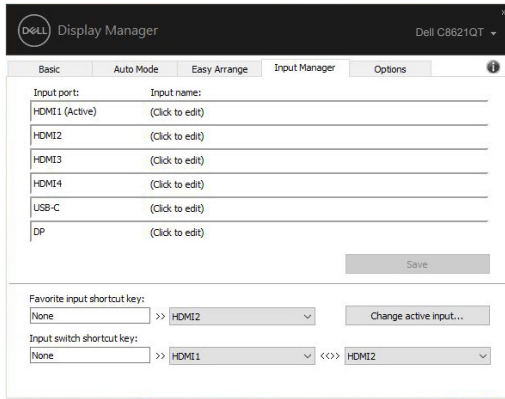 DELL Display Manager
Dell C8621QT
Basic Auto Mode Easy Arrange Input Manager Options
Input port: Input name:
HDMI1 (Active) (Click to edit)
HDMI2 (Click to edit)
HDMI3 (Click to edit)
HDMI4 (Click to edit)
USB-C (Click to edit)
DP (Click to edit)
Save
Favorite input shortcut key:
None >> HDMI2 Change active input...
Input switch shortcut key:
None >> HDMI1 <<>> HDMI2